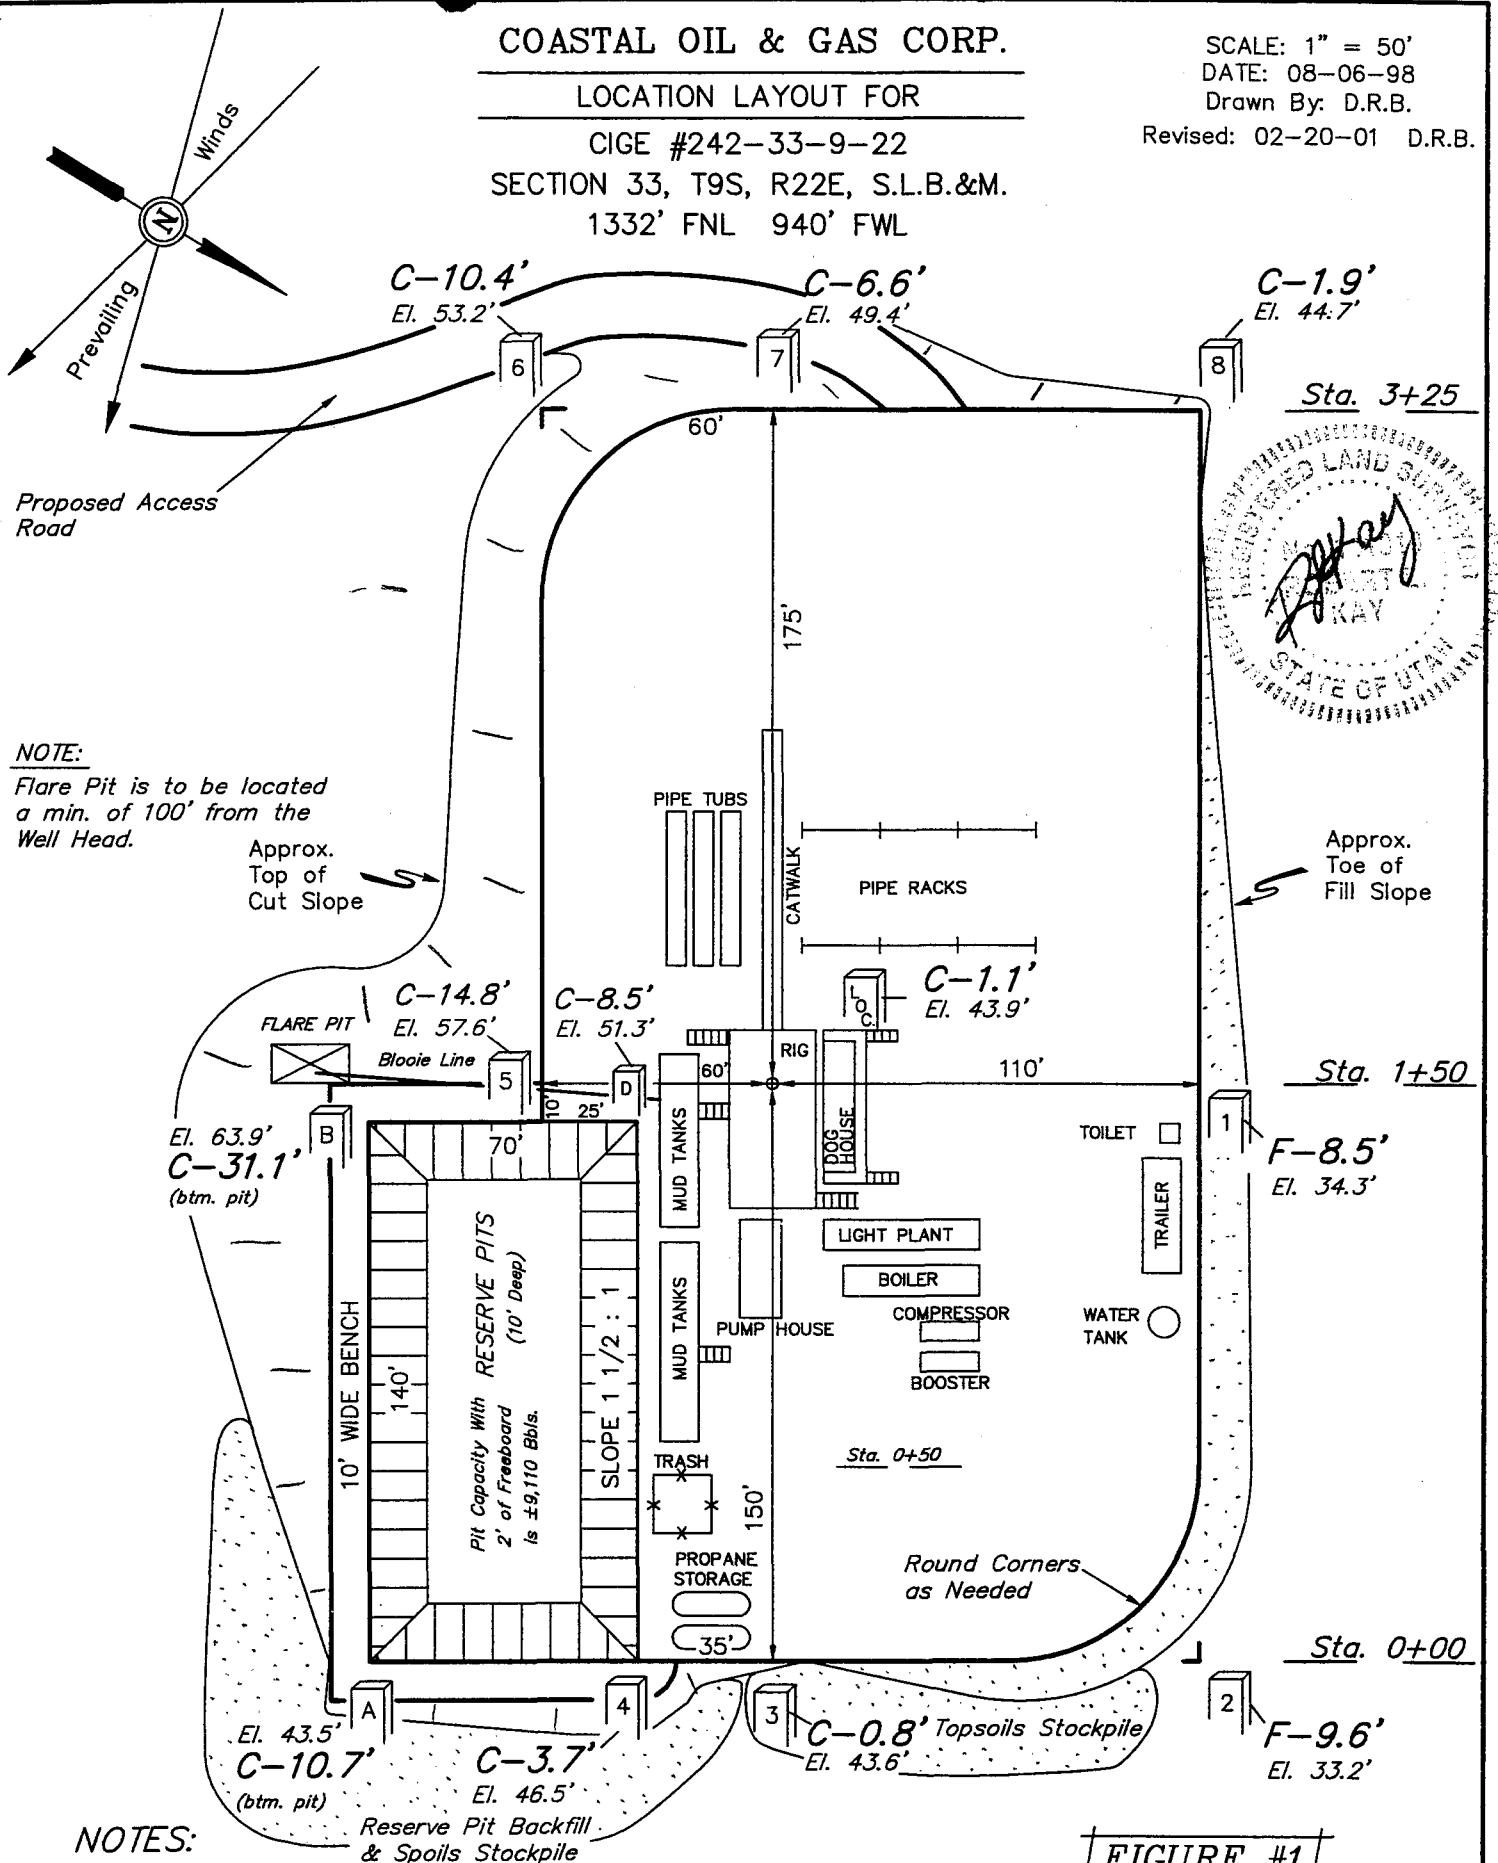 COASTAL OIL & GAS CORP.
LOCATION LAYOUT FOR
CIGE #242-33-9-22
SECTION 33, T9S, R22E, S.L.B.&M.
1332' FNL 940' FWL
SCALE: 1" = 50'
DATE: 08-06-98
Drawn By: D.R.B.
Revised: 02-20-01 D.R.B.
Winds
N
Prevailing
C-10.4'
El. 53.2'
6
C-6.6'
El. 49.4'
7
C-1.9'
El. 44.7'
8
Sta. 3+25
60'
Proposed Access
Road
REGISTERED LAND SURVEYOR
KAY
STATE OF UTAH
175'
NOTE:
Flare Pit is to be located
a min. of 100' from the
Well Head.
Approx.
Top of
Cut Slope
PIPE TUBS
CATWALK
PIPE RACKS
Approx.
Toe of
Fill Slope
C-14.8'
El. 57.6'
5
C-8.5'
El. 51.3'
D
LOC.
C-1.1'
El. 43.9'
FLARE PIT
Blooie Line
RIG
60'
110'
Sta. 1+50
10'
25'
B
El. 63.9'
C-31.1'
(btm. pit)
70'
MUD TANKS
DOG
HOUSE
TOILET
TRAILER
1
F-8.5'
El. 34.3'
LIGHT PLANT
BOILER
COMPRESSOR
BOOSTER
PUMP HOUSE
WATER
TANK
MUD TANKS
10' WIDE BENCH
140'
RESERVE PITS
(10' Deep)
Pit Capacity With
2' of Freeboard
is ±9,110 Bbls.
SLOPE 1 1/2 : 1
TRASH
Sta. 0+50
150'
PROPANE
STORAGE
35'
Round Corners
as Needed
Sta. 0+00
A
El. 43.5'
C-10.7'
(btm. pit)
4
C-3.7'
El. 46.5'
3
C-0.8'
El. 43.6'
Topsoils Stockpile
2
F-9.6'
El. 33.2'
Reserve Pit Backfill
& Spoils Stockpile
NOTES:
FIGURE #1